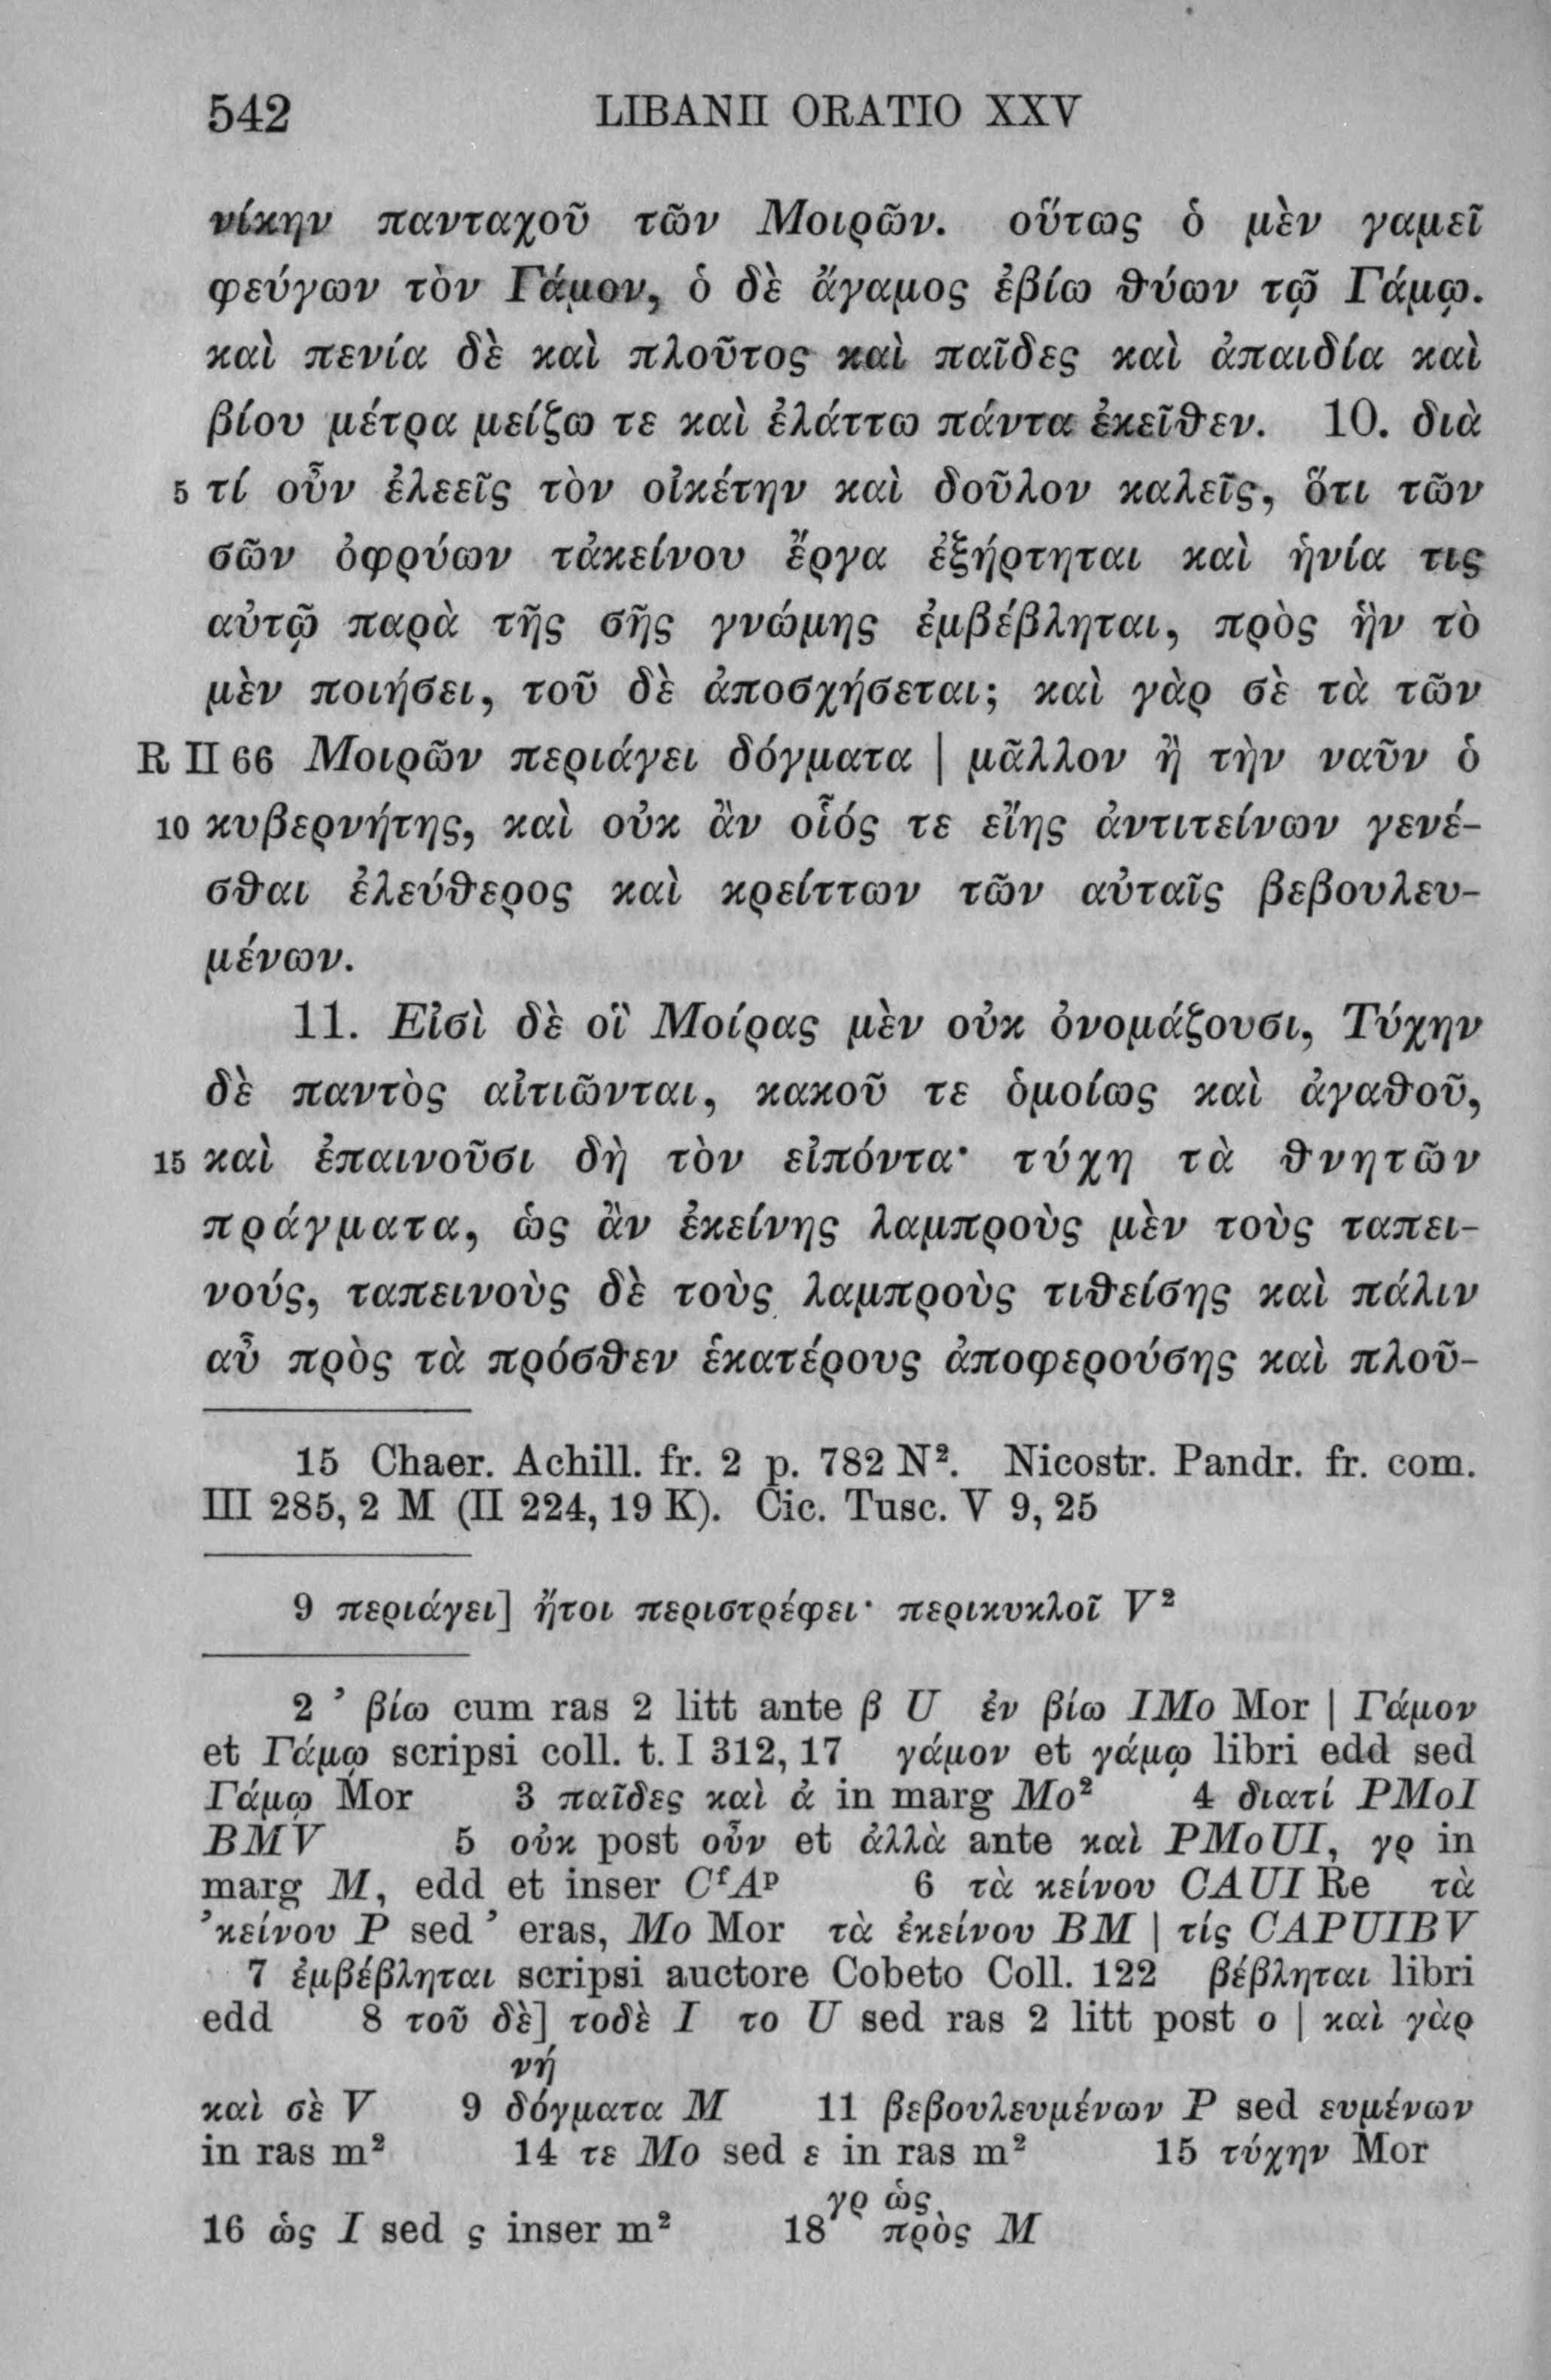 542 LIBANII ORATIO XXV
νίκην πανταχοῦ τῶν Μοιρῶν. οὕτως ὁ μὲν γαμεῖ
φεύγων τὸν Γάμον, ὁ δὲ ἄγαμος ἐβίω θύων τῷ Γάμῳ.
καὶ πενία δὲ καὶ πλοῦτος καὶ παῖδες καὶ ἀπαιδία καὶ
βίου μέτρα μείζω τε καὶ ἐλάττω πάντα ἐκεῖθεν. 10. διὰ
5 τί οὖν ἐλεεῖς τὸν οἰκέτην καὶ δοῦλον καλεῖς, ὅτι τῶν
σῶν ὀφρύων τἀκείνου ἔργα ἐξήρτηται καὶ ἡνία τις
αὐτῷ παρὰ τῆς σῆς γνώμης ἐμβέβληται, πρὸς ἣν τὸ
μὲν ποιήσει, τοῦ δὲ ἀποσχήσεται; καὶ γὰρ σὲ τὰ τῶν
R II 66 Μοιρῶν περιάγει δόγματα | μᾶλλον ἢ τὴν ναῦν ὁ
10 κυβερνήτης, καὶ οὐκ ἂν οἷός τε εἴης ἀντιτείνων γενέ-
σθαι ἐλεύθερος καὶ κρείττων τῶν αὐταῖς βεβουλευ-
μένων.
11. Εἰσὶ δὲ οἳ Μοίρας μὲν οὐκ ὀνομάζουσι, Τύχην
δὲ παντὸς αἰτιῶνται, κακοῦ τε ὁμοίως καὶ ἀγαθοῦ,
15 καὶ ἐπαινοῦσι δὴ τὸν εἰπόντα· τύχη τὰ θνητῶν
πράγματα, ὡς ἂν ἐκείνης λαμπροὺς μὲν τοὺς ταπει-
νούς, ταπεινοὺς δὲ τοὺς λαμπροὺς τιθείσης καὶ πάλιν
αὖ πρὸς τὰ πρόσθεν ἑκατέρους ἀποφερούσης καὶ πλοῦ-
15 Chaer. Achill. fr. 2 p. 782 N². Nicostr. Pandr. fr. com.
III 285, 2 M (II 224, 19 K). Cic. Tusc. V 9, 25
9 περιάγει] ἤτοι περιστρέφει· περικυκλοῖ V²
2 ’ βίω cum ras 2 litt ante β U ἐν βίω IMo Mor | Γάμον
et Γάμῳ scripsi coll. t. I 312, 17 γάμον et γάμῳ libri edd sed
Γάμῳ Mor 3 παῖδες καὶ ἀ in marg Mo² 4 διατί PMoI
BMV 5 οὐκ post οὖν et ἀλλὰ ante καὶ PMoUI, γρ in
marg M, edd et inser CᶠAᵖ 6 τὰ κείνου CAUI Re τὰ
’κείνου P sed ’ eras, Mo Mor τὰ ἐκείνου BM | τίς CAPUIBV
7 ἐμβέβληται scripsi auctore Cobeto Coll. 122 βέβληται libri
edd 8 τοῦ δὲ] τοδὲ I το U sed ras 2 litt post ο | καὶ γὰρ
νή
καὶ σὲ V 9 δόγματα M 11 βεβουλευμένων P sed ευμένων
in ras m² 14 τε Mo sed ε in ras m² 15 τύχην Mor
γρ ὡς
16 ὡς I sed ς inser m² 18 πρὸς M